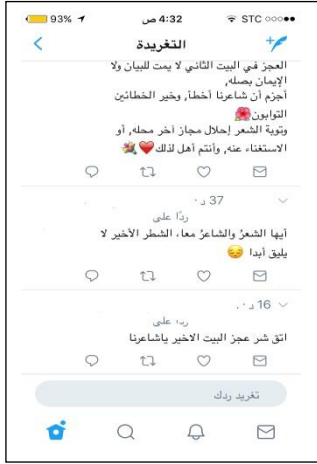 93% 4:32 ص STC
التغريدة
العجز في البيت الثاني لا يمت للبيان ولا
الإيمان بصله,
أجزم أن شاعرنا أخطأ, وخير الخطائين
التوابون🌺
وتوبة الشعر إحلال مجاز آخر محله, أو
الاستغناء عنه, وأنتم أهل لذلك❤️💐
37 د ·
ردًا على
أيها الشعرُ والشاعرُ معا، الشطر الأخير لا
يليق أبدا 😔
16 د ·
ردًا على
اتق شر عجز البيت الاخير ياشاعرنا
تغريد ردك